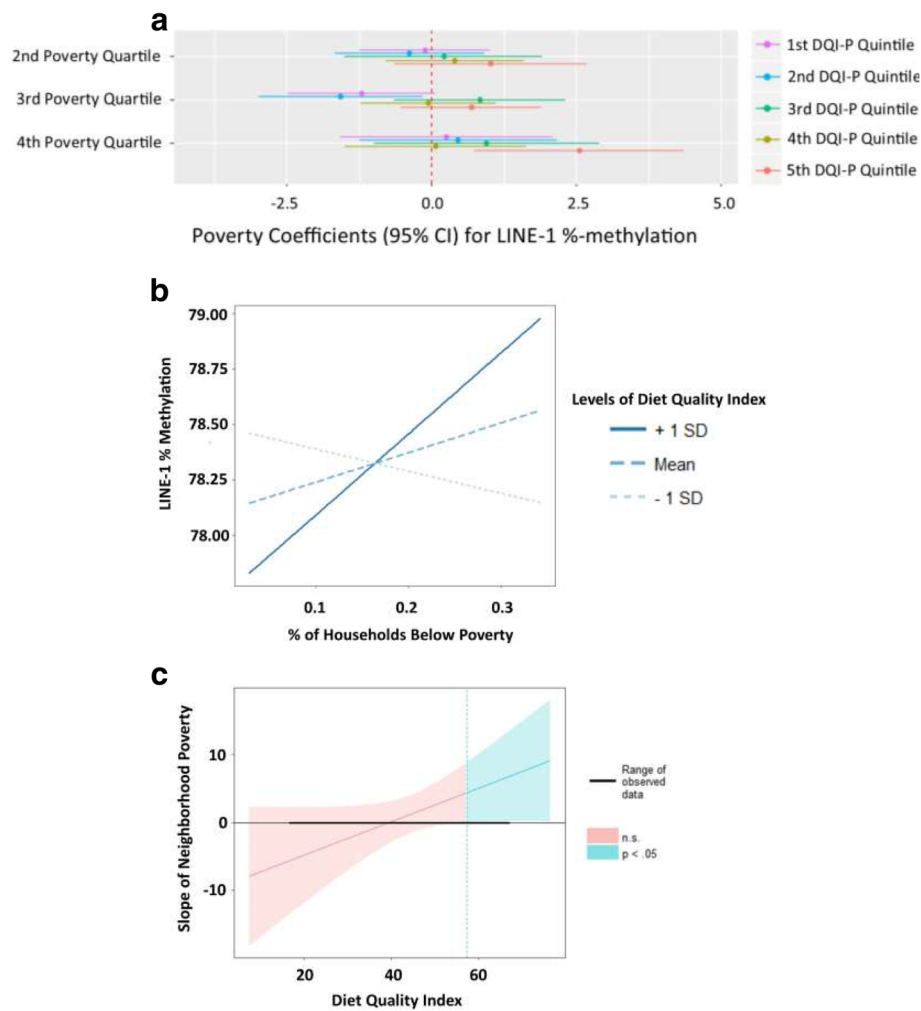 a
2nd Poverty Quartile
3rd Poverty Quartile
4th Poverty Quartile
-2.5
0.0
2.5
5.0
Poverty Coefficients (95% CI) for LINE-1 %-methylation
1st DQI-P Quintile
2nd DQI-P Quintile
3rd DQI-P Quintile
4th DQI-P Quintile
5th DQI-P Quintile
b
79.00
78.75
78.50
78.25
78.00
LINE-1 % Methylation
0.1
0.2
0.3
% of Households Below Poverty
Levels of Diet Quality Index
+ 1 SD
Mean
- 1 SD
c
10
0
-10
Slope of Neighborhood Poverty
20
40
60
Diet Quality Index
Range of
observed
data
n.s.
p < .05